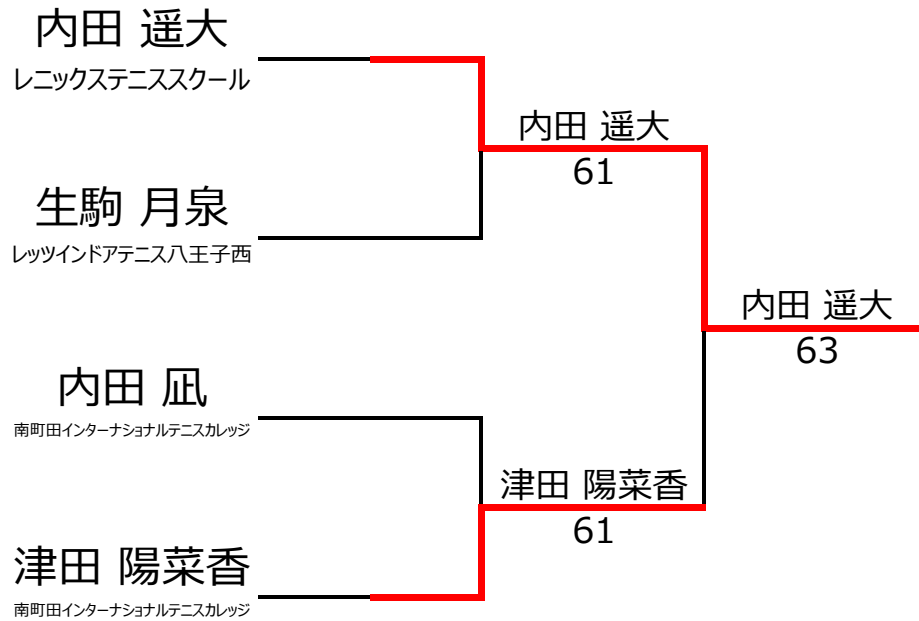 内田 遥大
レニックステニススクール
内田 遥大
61
生駒 月泉
レッツインドアテニス八王子西
内田 遥大
63
内田 凪
南町田インターナショナルテニスカレッジ
津田 陽菜香
61
津田 陽菜香
南町田インターナショナルテニスカレッジ